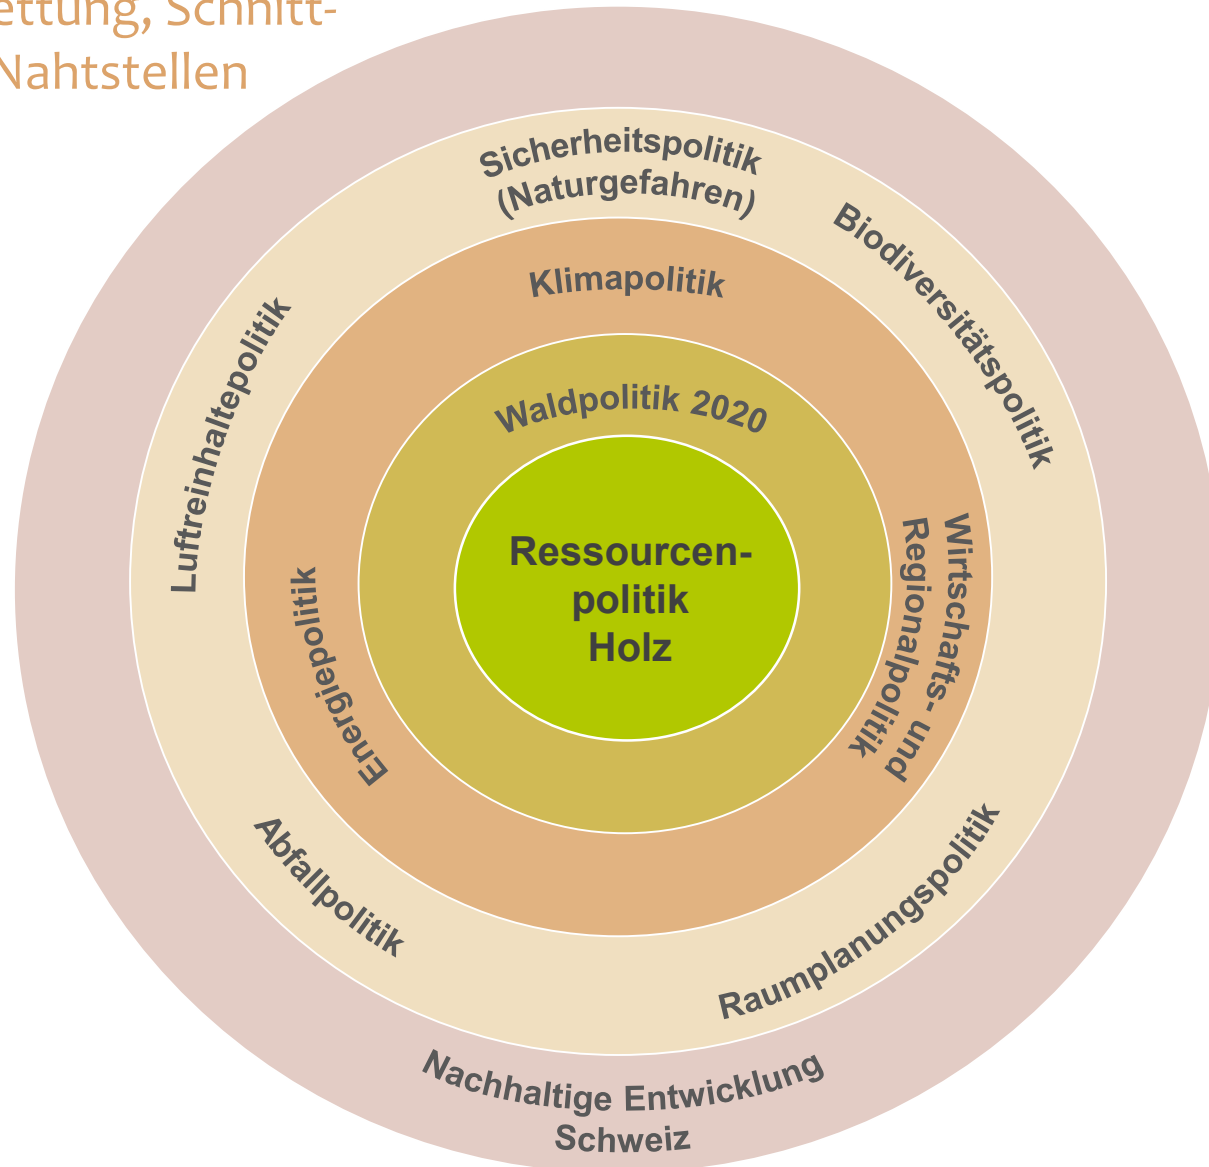 Schnitt-
Nahtstellen
Sicherheitspolitik
(Naturgefahren)
Biodiversitätspolitik
Klimapolitik
Luftreinhaltepolitik
Waldpolitik 2020
Wirtschafts- und
Regionalpolitik
Ressourcen-
politik
Holz
Energiepolitik
Abfallpolitik
Raumplanungspolitik
Nachhaltige Entwicklung
Schweiz